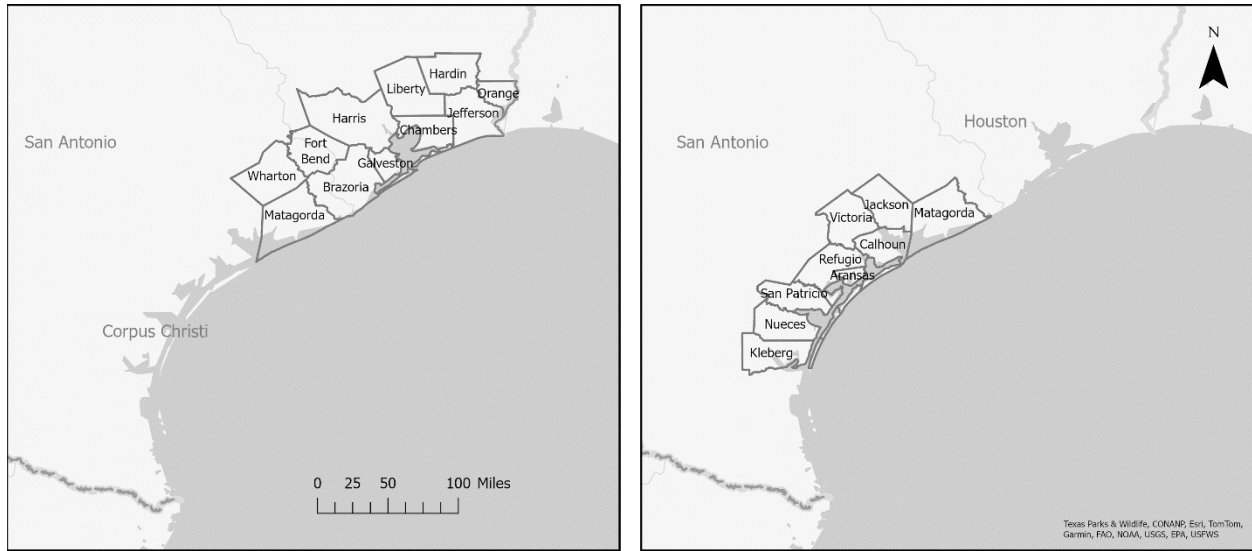 Hardin
Liberty
Orange
Jefferson
Harris
Chambers
San Antonio
Fort
Bend
Galveston
Wharton
Brazoria
Matagorda
Corpus Christi
0 25 50 100 Miles
N
Houston
San Antonio
Jackson
Matagorda
Victoria
Calhoun
Refugio
Aransas
San Patricio
Nueces
Kleberg
Texas Parks & Wildlife, CONANP, Esri, TomTom,
Garmin, FAO, NOAA, USGS, EPA, USFWS